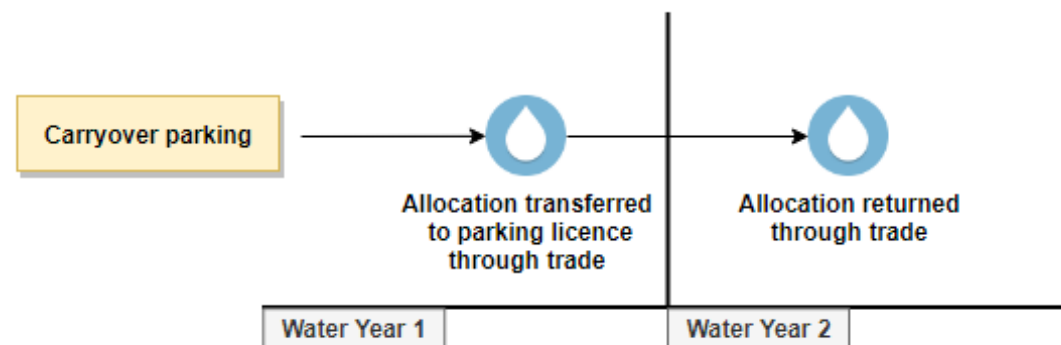 Carryover parking
Allocation transferred
to parking licence
through trade
Allocation returned
through trade
Water Year 1
Water Year 2